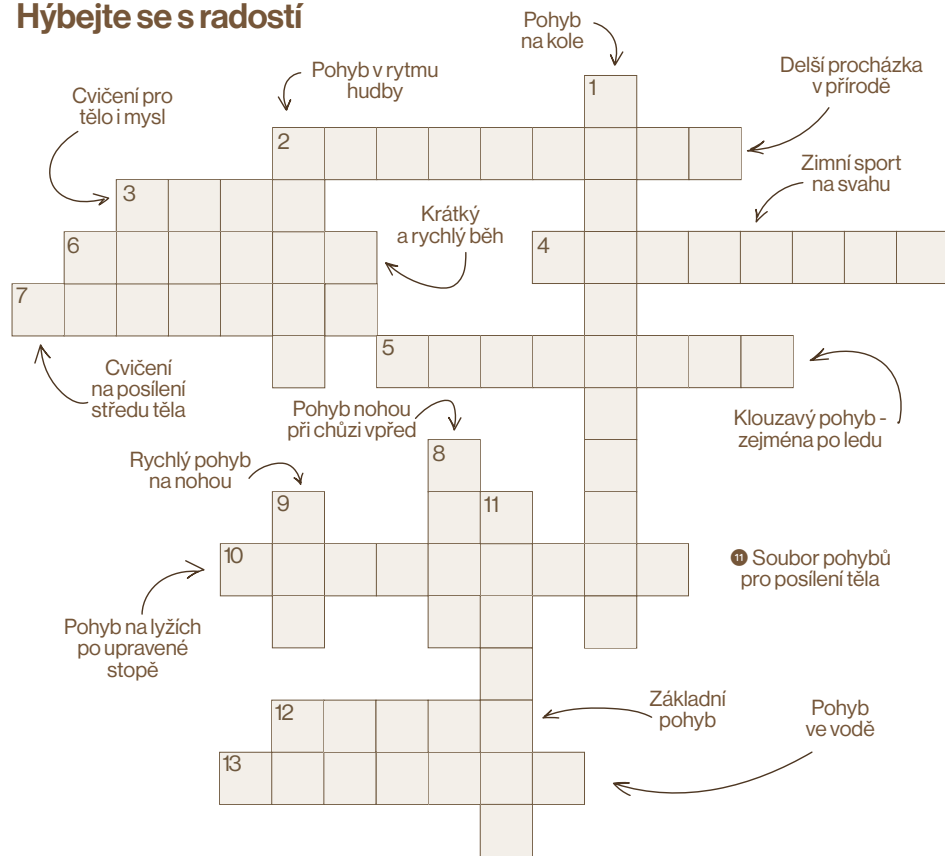 Hýbejte se s radostí
Pohyb
na kole
Pohyb v rytmu
hudby
Delší procházka
v přírodě
Cvičení pro
tělo i mysl
1
2
Zimní sport
na svahu
3
Krátký
a rychlý běh
6
4
7
5
Cvičení
na posílení
středu těla
Pohyb nohou
při chůzi vpřed
Klouzavý pohyb -
zejména po ledu
8
Rychlý pohyb
na nohou
9
11
10
11 Soubor pohybů
pro posílení těla
Pohyb na lyžích
po upravené
stopě
12
Základní
pohyb
Pohyb
ve vodě
13